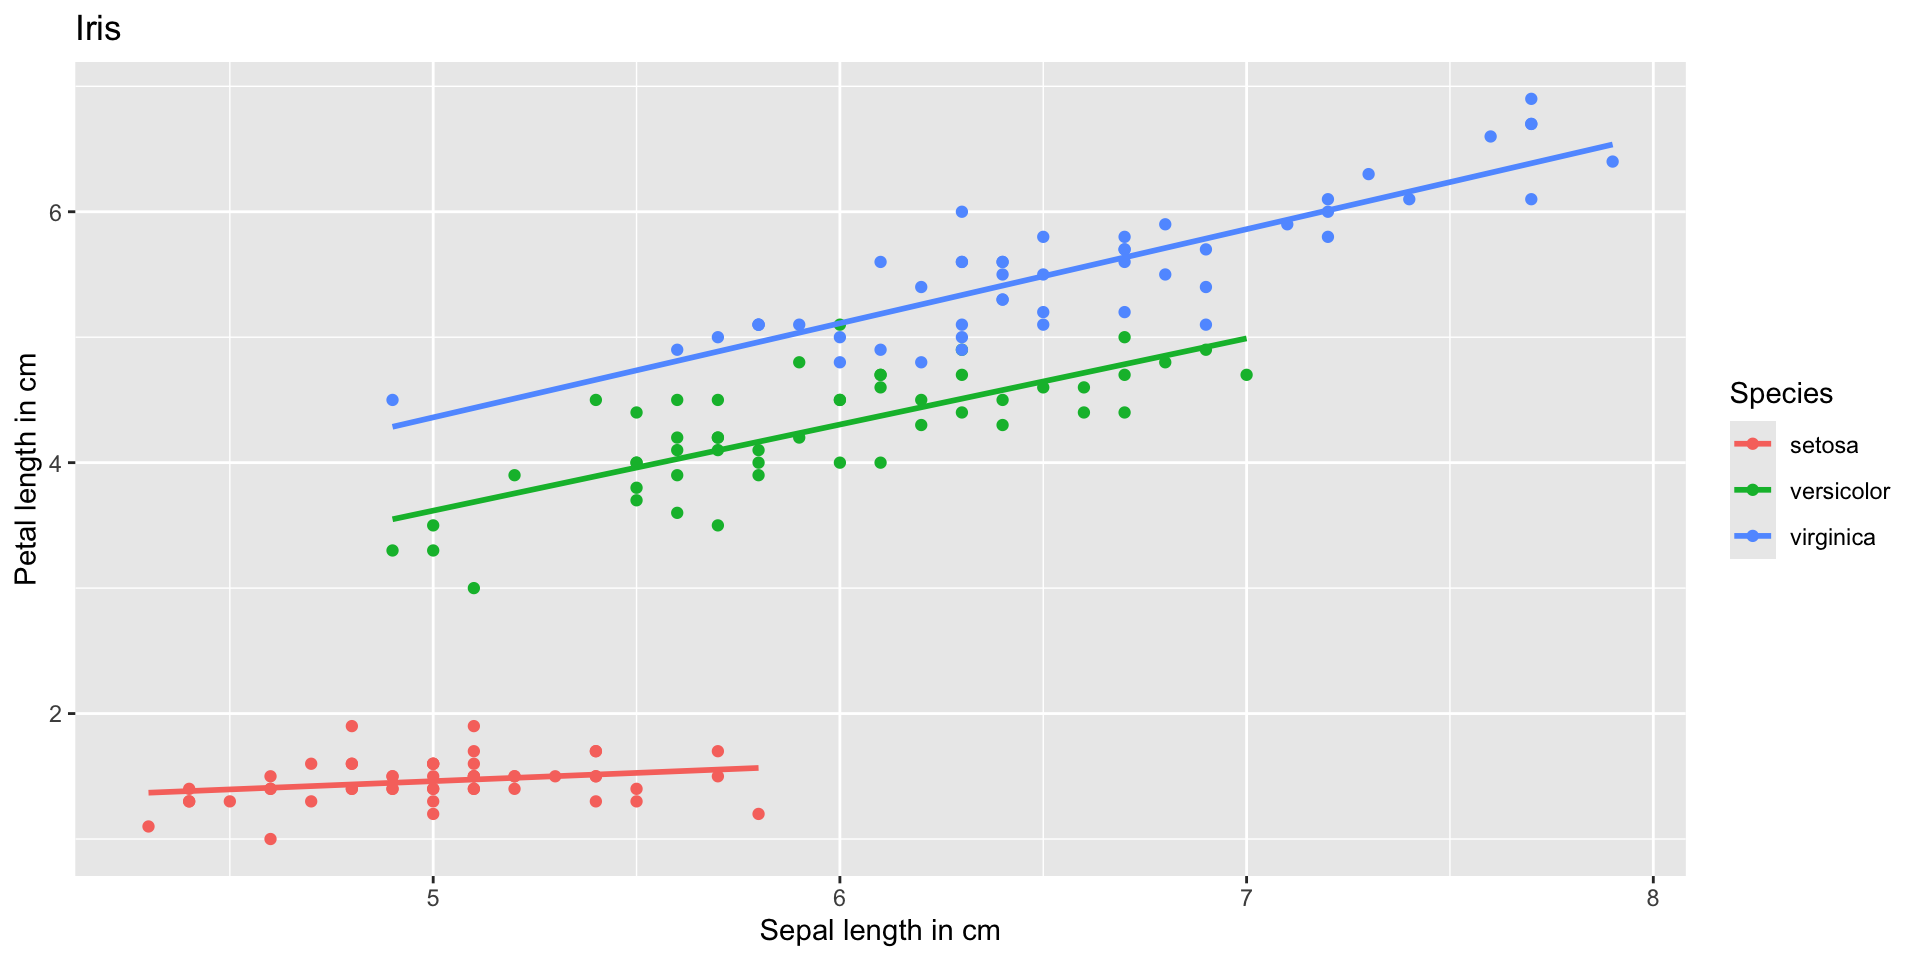 Iris
Petal length in cm
6
4
2
5 6 7 8
Sepal length in cm
Species
setosa
versicolor
virginica